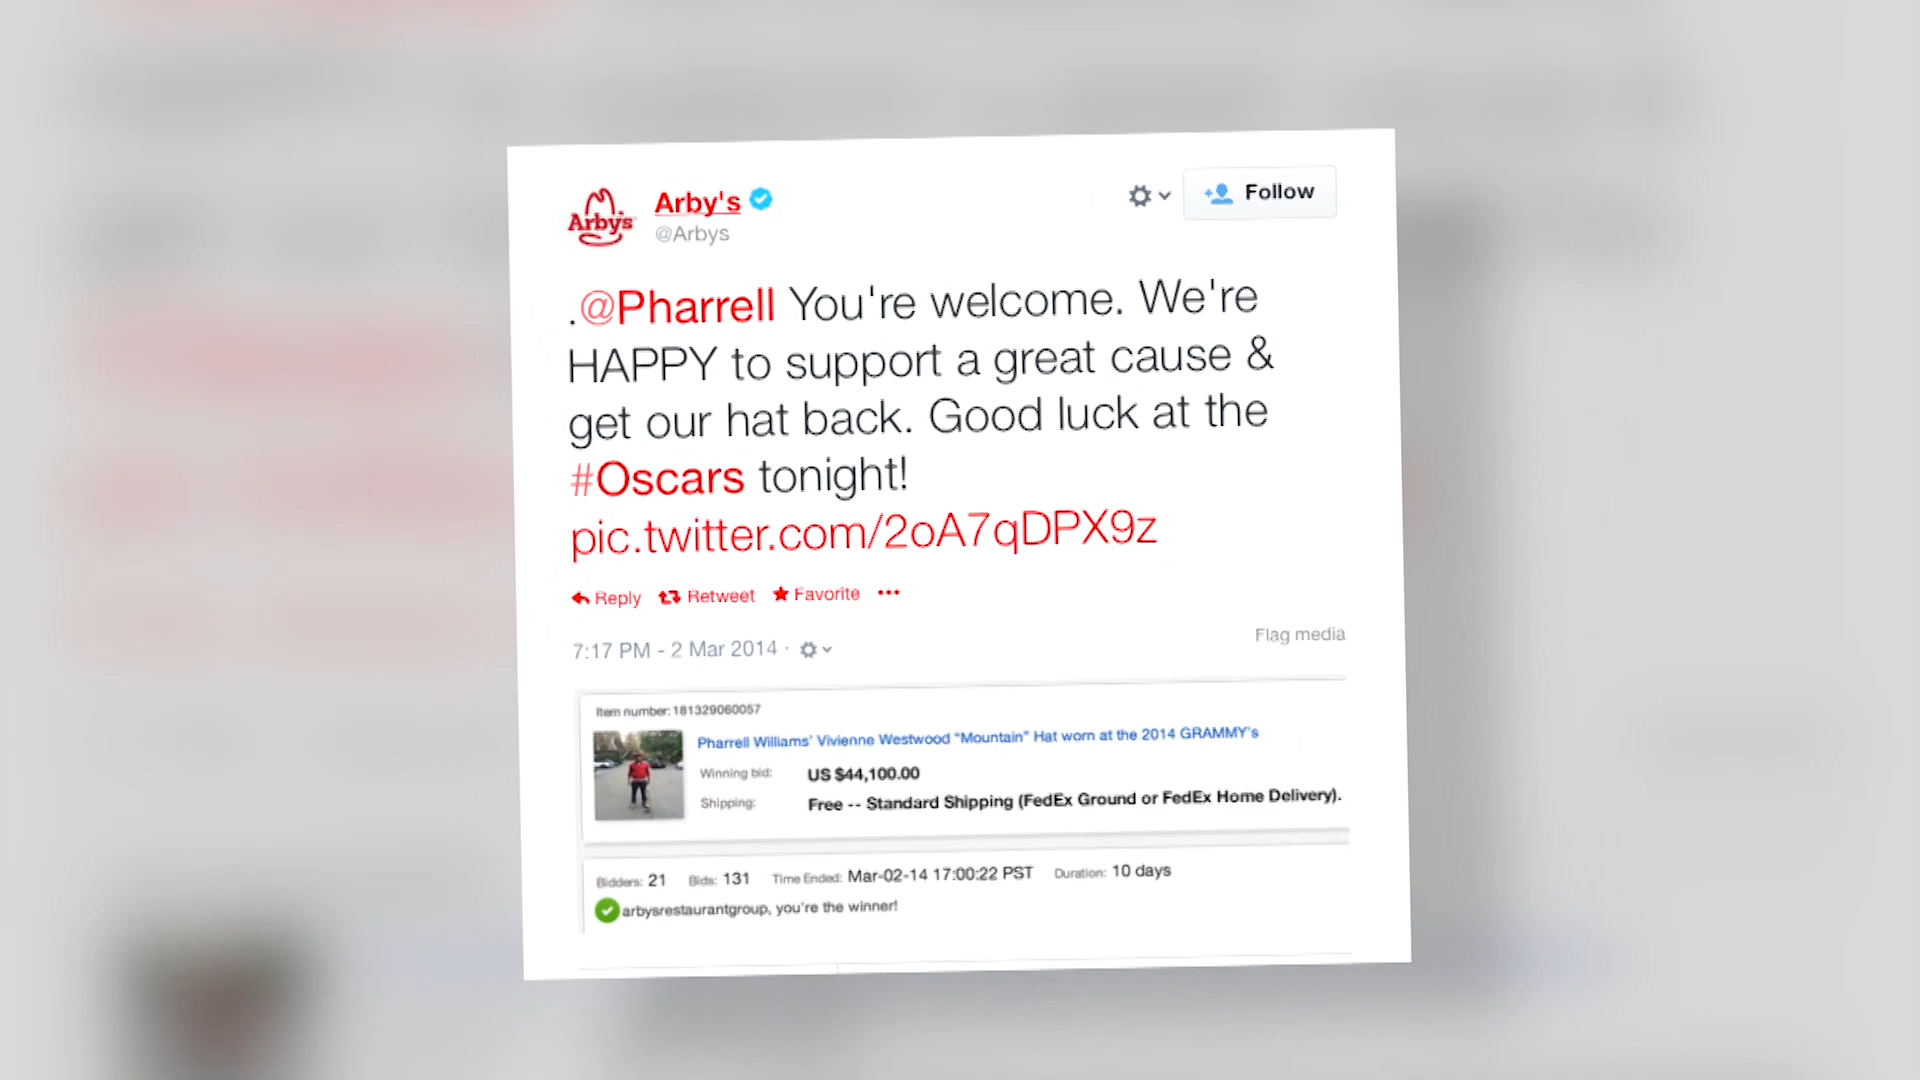 Arby's
Arby's
@Arbys
Follow
.@Pharrell You're welcome. We're
HAPPY to support a great cause &
get our hat back. Good luck at the
#Oscars tonight!
pic.twitter.com/2oA7qDPX9z
Reply Retweet Favorite •••
7:17 PM - 2 Mar 2014 ·
Flag media
Item number: 181329060057
Pharrell Williams' Vivienne Westwood "Mountain" Hat worn at the 2014 GRAMMY's
Winning bid: US $44,100.00
Shipping: Free -- Standard Shipping (FedEx Ground or FedEx Home Delivery).
Bidders: 21 Bids: 131 Time Ended: Mar-02-14 17:00:22 PST Duration: 10 days
arbysrestaurantgroup, you're the winner!